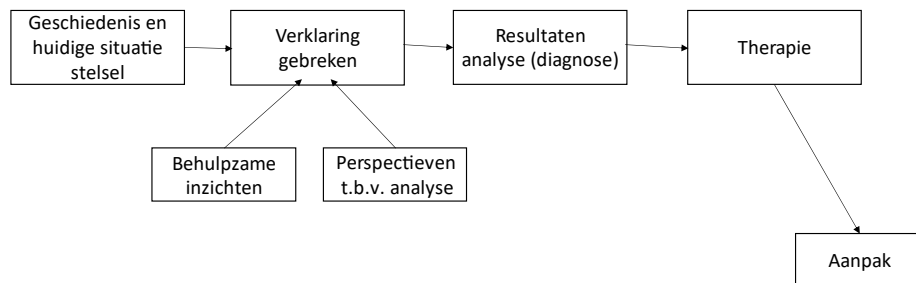 Geschiedenis en
huidige situatie
stelsel
Verklaring
gebreken
Resultaten
analyse (diagnose)
Therapie
Behulpzame
inzichten
Perspectieven
t.b.v. analyse
Aanpak